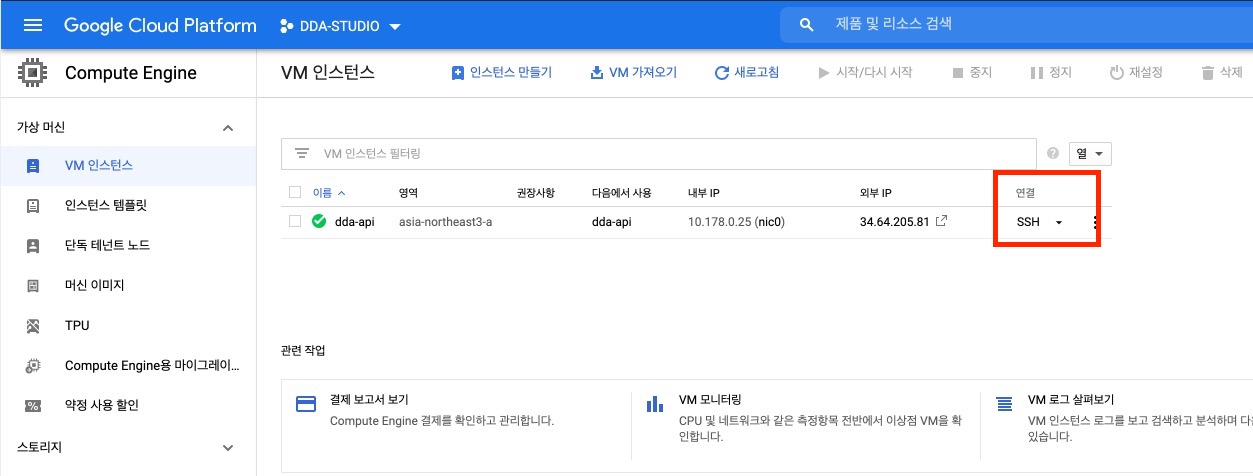 Google Cloud Platform
DDA-STUDIO
제품 및 리소스 검색
Compute Engine
VM 인스턴스
인스턴스 만들기
VM 가져오기
새로고침
시작/다시 시작
중지
정지
재설정
삭제
가상 머신
VM 인스턴스
인스턴스 템플릿
단독 테넌트 노드
머신 이미지
TPU
Compute Engine용 마이그레이...
약정 사용 할인
스토리지
VM 인스턴스 필터링
열
이름 영역 권장사항 다음에서 사용 내부 IP 외부 IP 연결
dda-api asia-northeast3-a dda-api 10.178.0.25 (nic0) 34.64.205.81 SSH
관련 작업
결제 보고서 보기
Compute Engine 결제를 확인하고 관리합니다.
VM 모니터링
CPU 및 네트워크와 같은 측정항목 전반에서 이상점 VM을 확
인합니다.
VM 로그 살펴보기
VM 인스턴스 로그를 보고 검색하고 분석하며 다
있습니다.